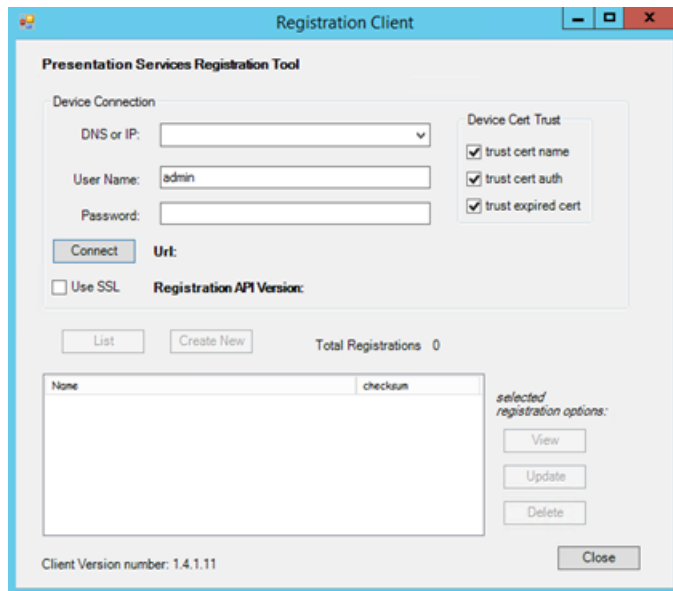 Registration Client
Presentation Services Registration Tool
Device Connection
DNS or IP:
Device Cert Trust
trust cert name
User Name: admin
trust cert auth
Password:
trust expired cert
Connect Url:
Use SSL Registration API Version:
List Create New Total Registrations 0
Name checksum
selected
registration options:
View
Update
Delete
Client Version number: 1.4.1.11
Close